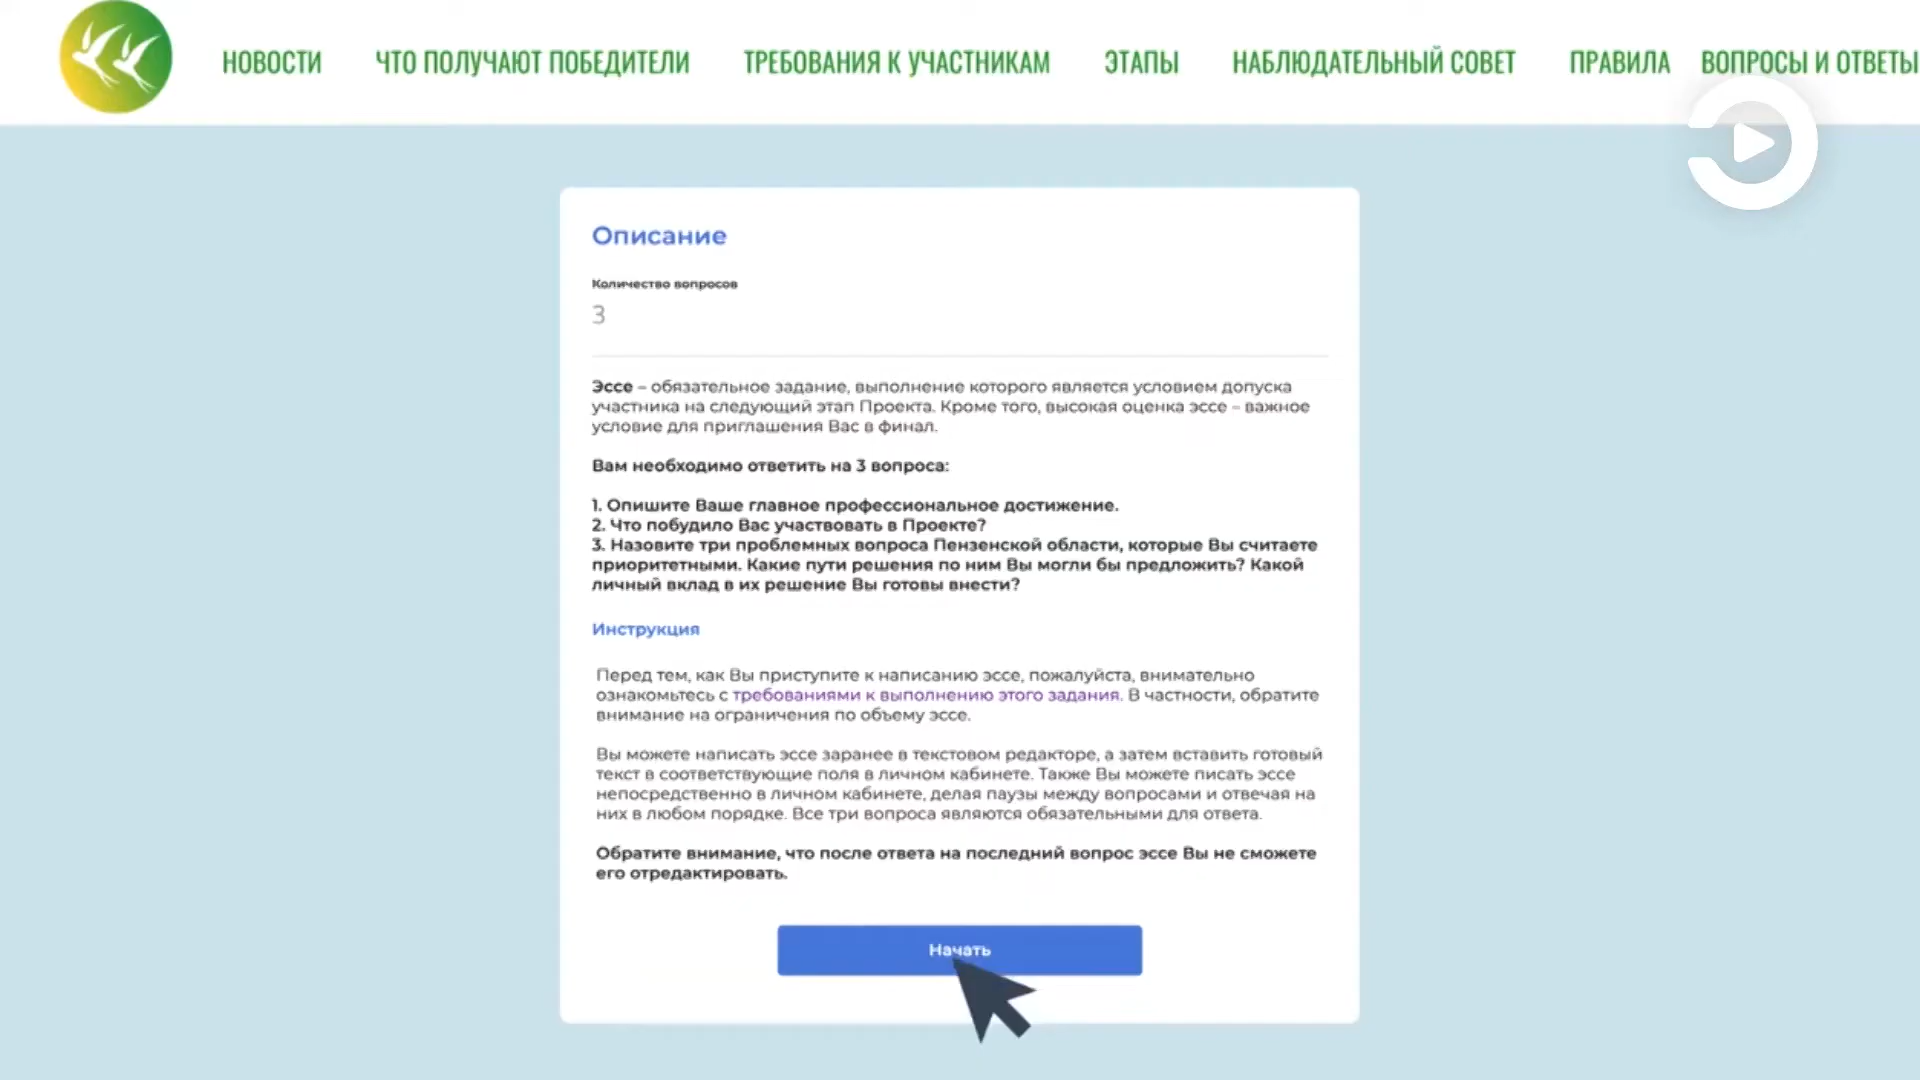 НОВОСТИ ЧТО ПОЛУЧАЮТ ПОБЕДИТЕЛИ ТРЕБОВАНИЯ К УЧАСТНИКАМ ЭТАПЫ НАБЛЮДАТЕЛЬНЫЙ СОВЕТ ПРАВИЛА ВОПРОСЫ И ОТВЕТЫ
Описание
Количество вопросов
3
Эссе – обязательное задание, выполнение которого является условием допуска
участника на следующий этап Проекта. Кроме того, высокая оценка эссе – важное
условие для приглашения Вас в финал.
Вам необходимо ответить на 3 вопроса:
1. Опишите Ваше главное профессиональное достижение.
2. Что побудило Вас участвовать в Проекте?
3. Назовите три проблемных вопроса Пензенской области, которые Вы считаете
приоритетными. Какие пути решения по ним Вы могли бы предложить? Какой
личный вклад в их решение Вы готовы внести?
Инструкция
Перед тем, как Вы приступите к написанию эссе, пожалуйста, внимательно
ознакомьтесь с требованиями к выполнению этого задания. В частности, обратите
внимание на ограничения по объему эссе.
Вы можете написать эссе заранее в текстовом редакторе, а затем вставить готовый
текст в соответствующие поля в личном кабинете. Также Вы можете писать эссе
непосредственно в личном кабинете, делая паузы между вопросами и отвечая на
них в любом порядке. Все три вопроса являются обязательными для ответа.
Обратите внимание, что после ответа на последний вопрос эссе Вы не сможете
его отредактировать.
Начать